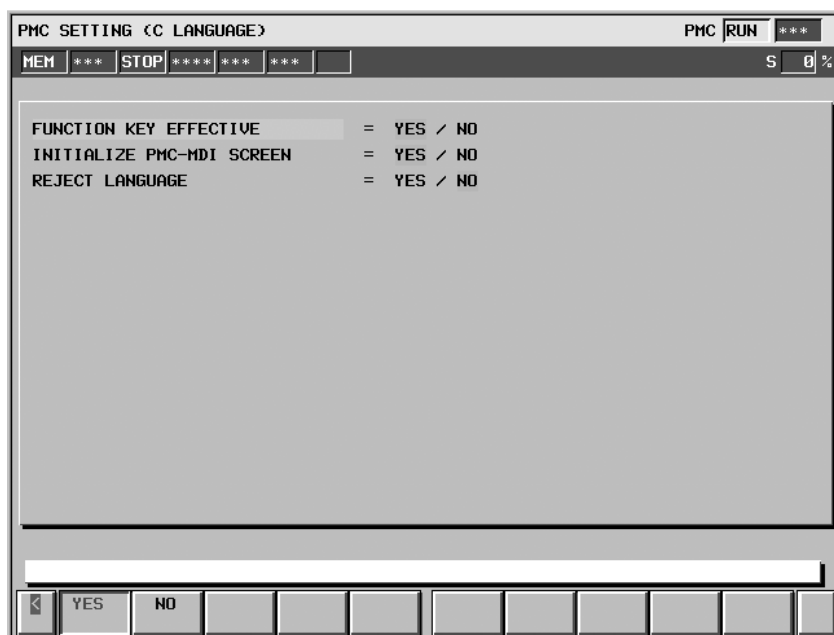 PMC SETTING (C LANGUAGE) PMC RUN ***
MEM *** STOP **** *** *** S 0 %
FUNCTION KEY EFFECTIVE = YES / NO
INITIALIZE PMC-MDI SCREEN = YES / NO
REJECT LANGUAGE = YES / NO
< YES NO